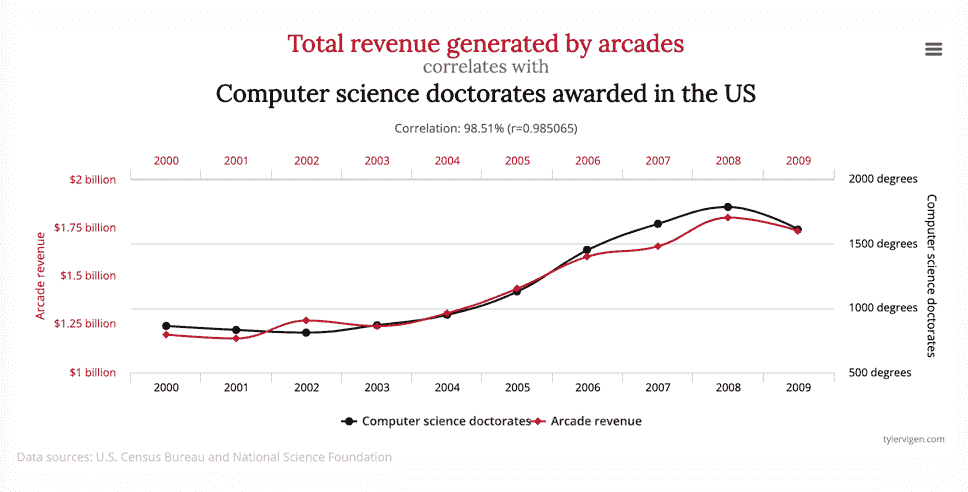 Total revenue generated by arcades
correlates with
Computer science doctorates awarded in the US
Correlation: 98.51% (r=0.985065)
2000 2001 2002 2003 2004 2005 2006 2007 2008 2009
$2 billion
$1.75 billion
$1.5 billion
$1.25 billion
$1 billion
Arcade revenue
2000 degrees
1500 degrees
1000 degrees
500 degrees
Computer science doctorates
2000 2001 2002 2003 2004 2005 2006 2007 2008 2009
Computer science doctorates Arcade revenue
tylervigen.com
Data sources: U.S. Census Bureau and National Science Foundation